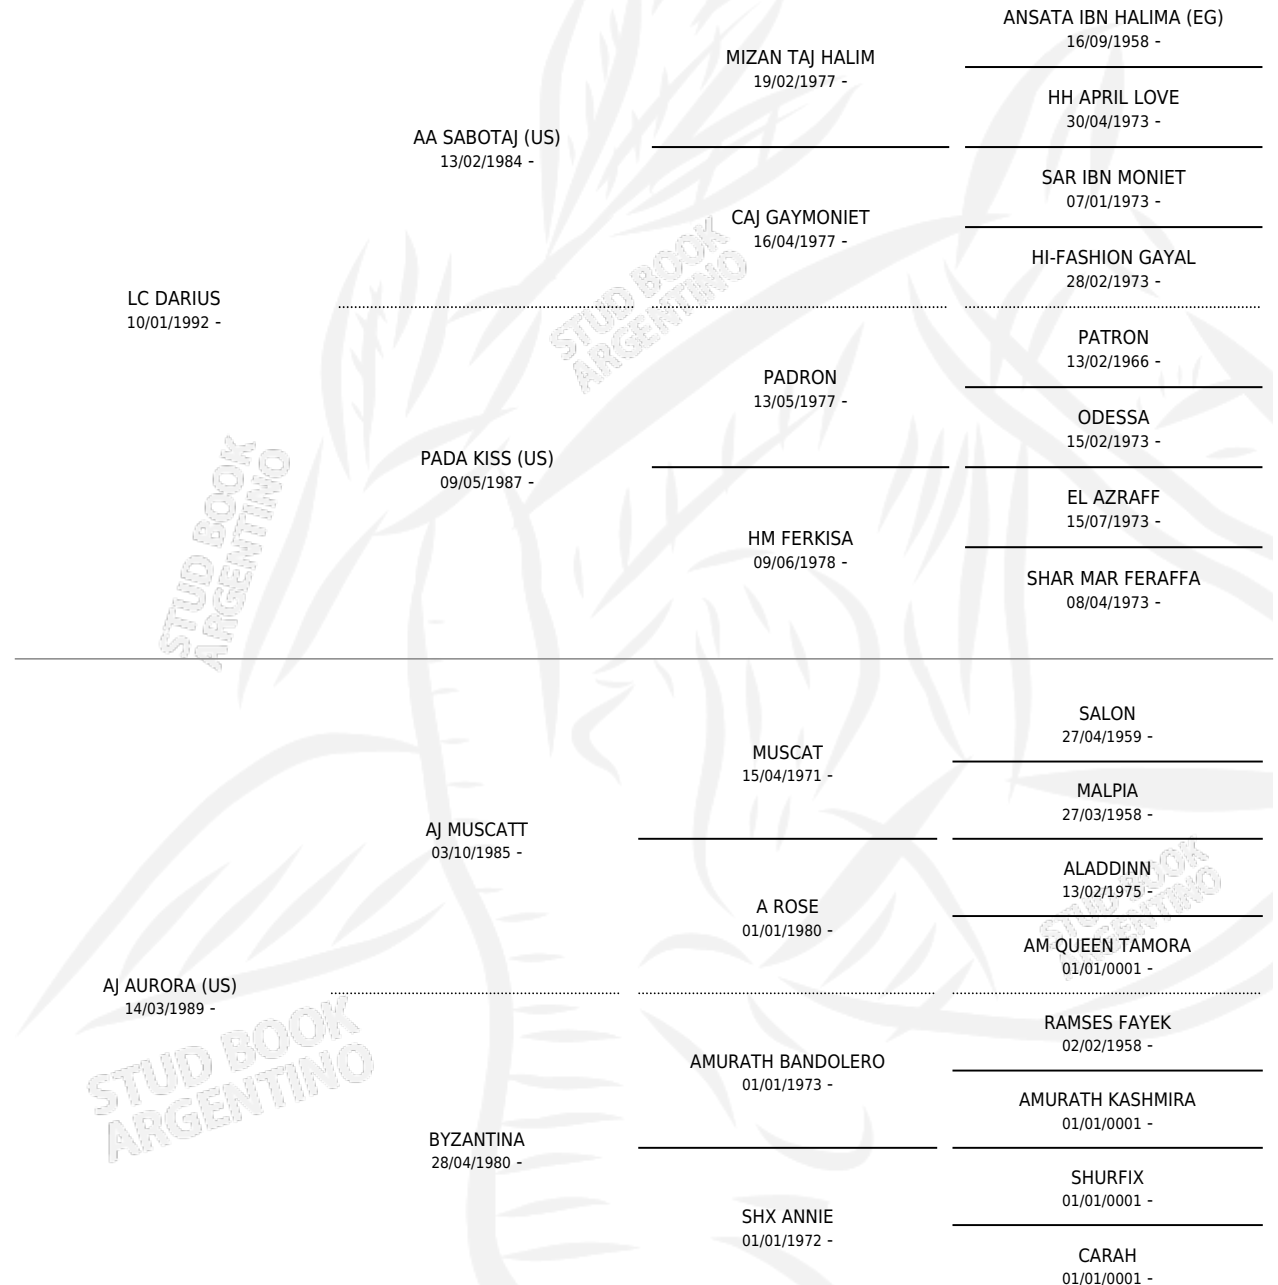 ANSATA IBN HALIMA (EG)
16/09/1958 -
MIZAN TAJ HALIM
19/02/1977 -
HH APRIL LOVE
30/04/1973 -
AA SABOTAJ (US)
13/02/1984 -
SAR IBN MONIET
07/01/1973 -
CAJ GAYMONIET
16/04/1977 -
HI-FASHION GAYAL
28/02/1973 -
LC DARIUS
10/01/1992 -
PATRON
13/02/1966 -
PADRON
13/05/1977 -
ODESSA
15/02/1973 -
PADA KISS (US)
09/05/1987 -
EL AZRAFF
15/07/1973 -
HM FERKISA
09/06/1978 -
SHAR MAR FERAFFA
08/04/1973 -
SALON
27/04/1959 -
MUSCAT
15/04/1971 -
MALPIA
27/03/1958 -
AJ MUSCATT
03/10/1985 -
ALADDINN
13/02/1975 -
A ROSE
01/01/1980 -
AM QUEEN TAMORA
01/01/0001 -
AJ AURORA (US)
14/03/1989 -
RAMSES FAYEK
02/02/1958 -
AMURATH BANDOLERO
01/01/1973 -
AMURATH KASHMIRA
01/01/0001 -
BYZANTINA
28/04/1980 -
SHURFIX
01/01/0001 -
SHX ANNIE
01/01/1972 -
CARAH
01/01/0001 -
STUD BOOK
ARGENTINO
STUD BOOK
ARGENTINO
STUD BOOK
ARGENTINO
STUD BOOK
ARGENTINO